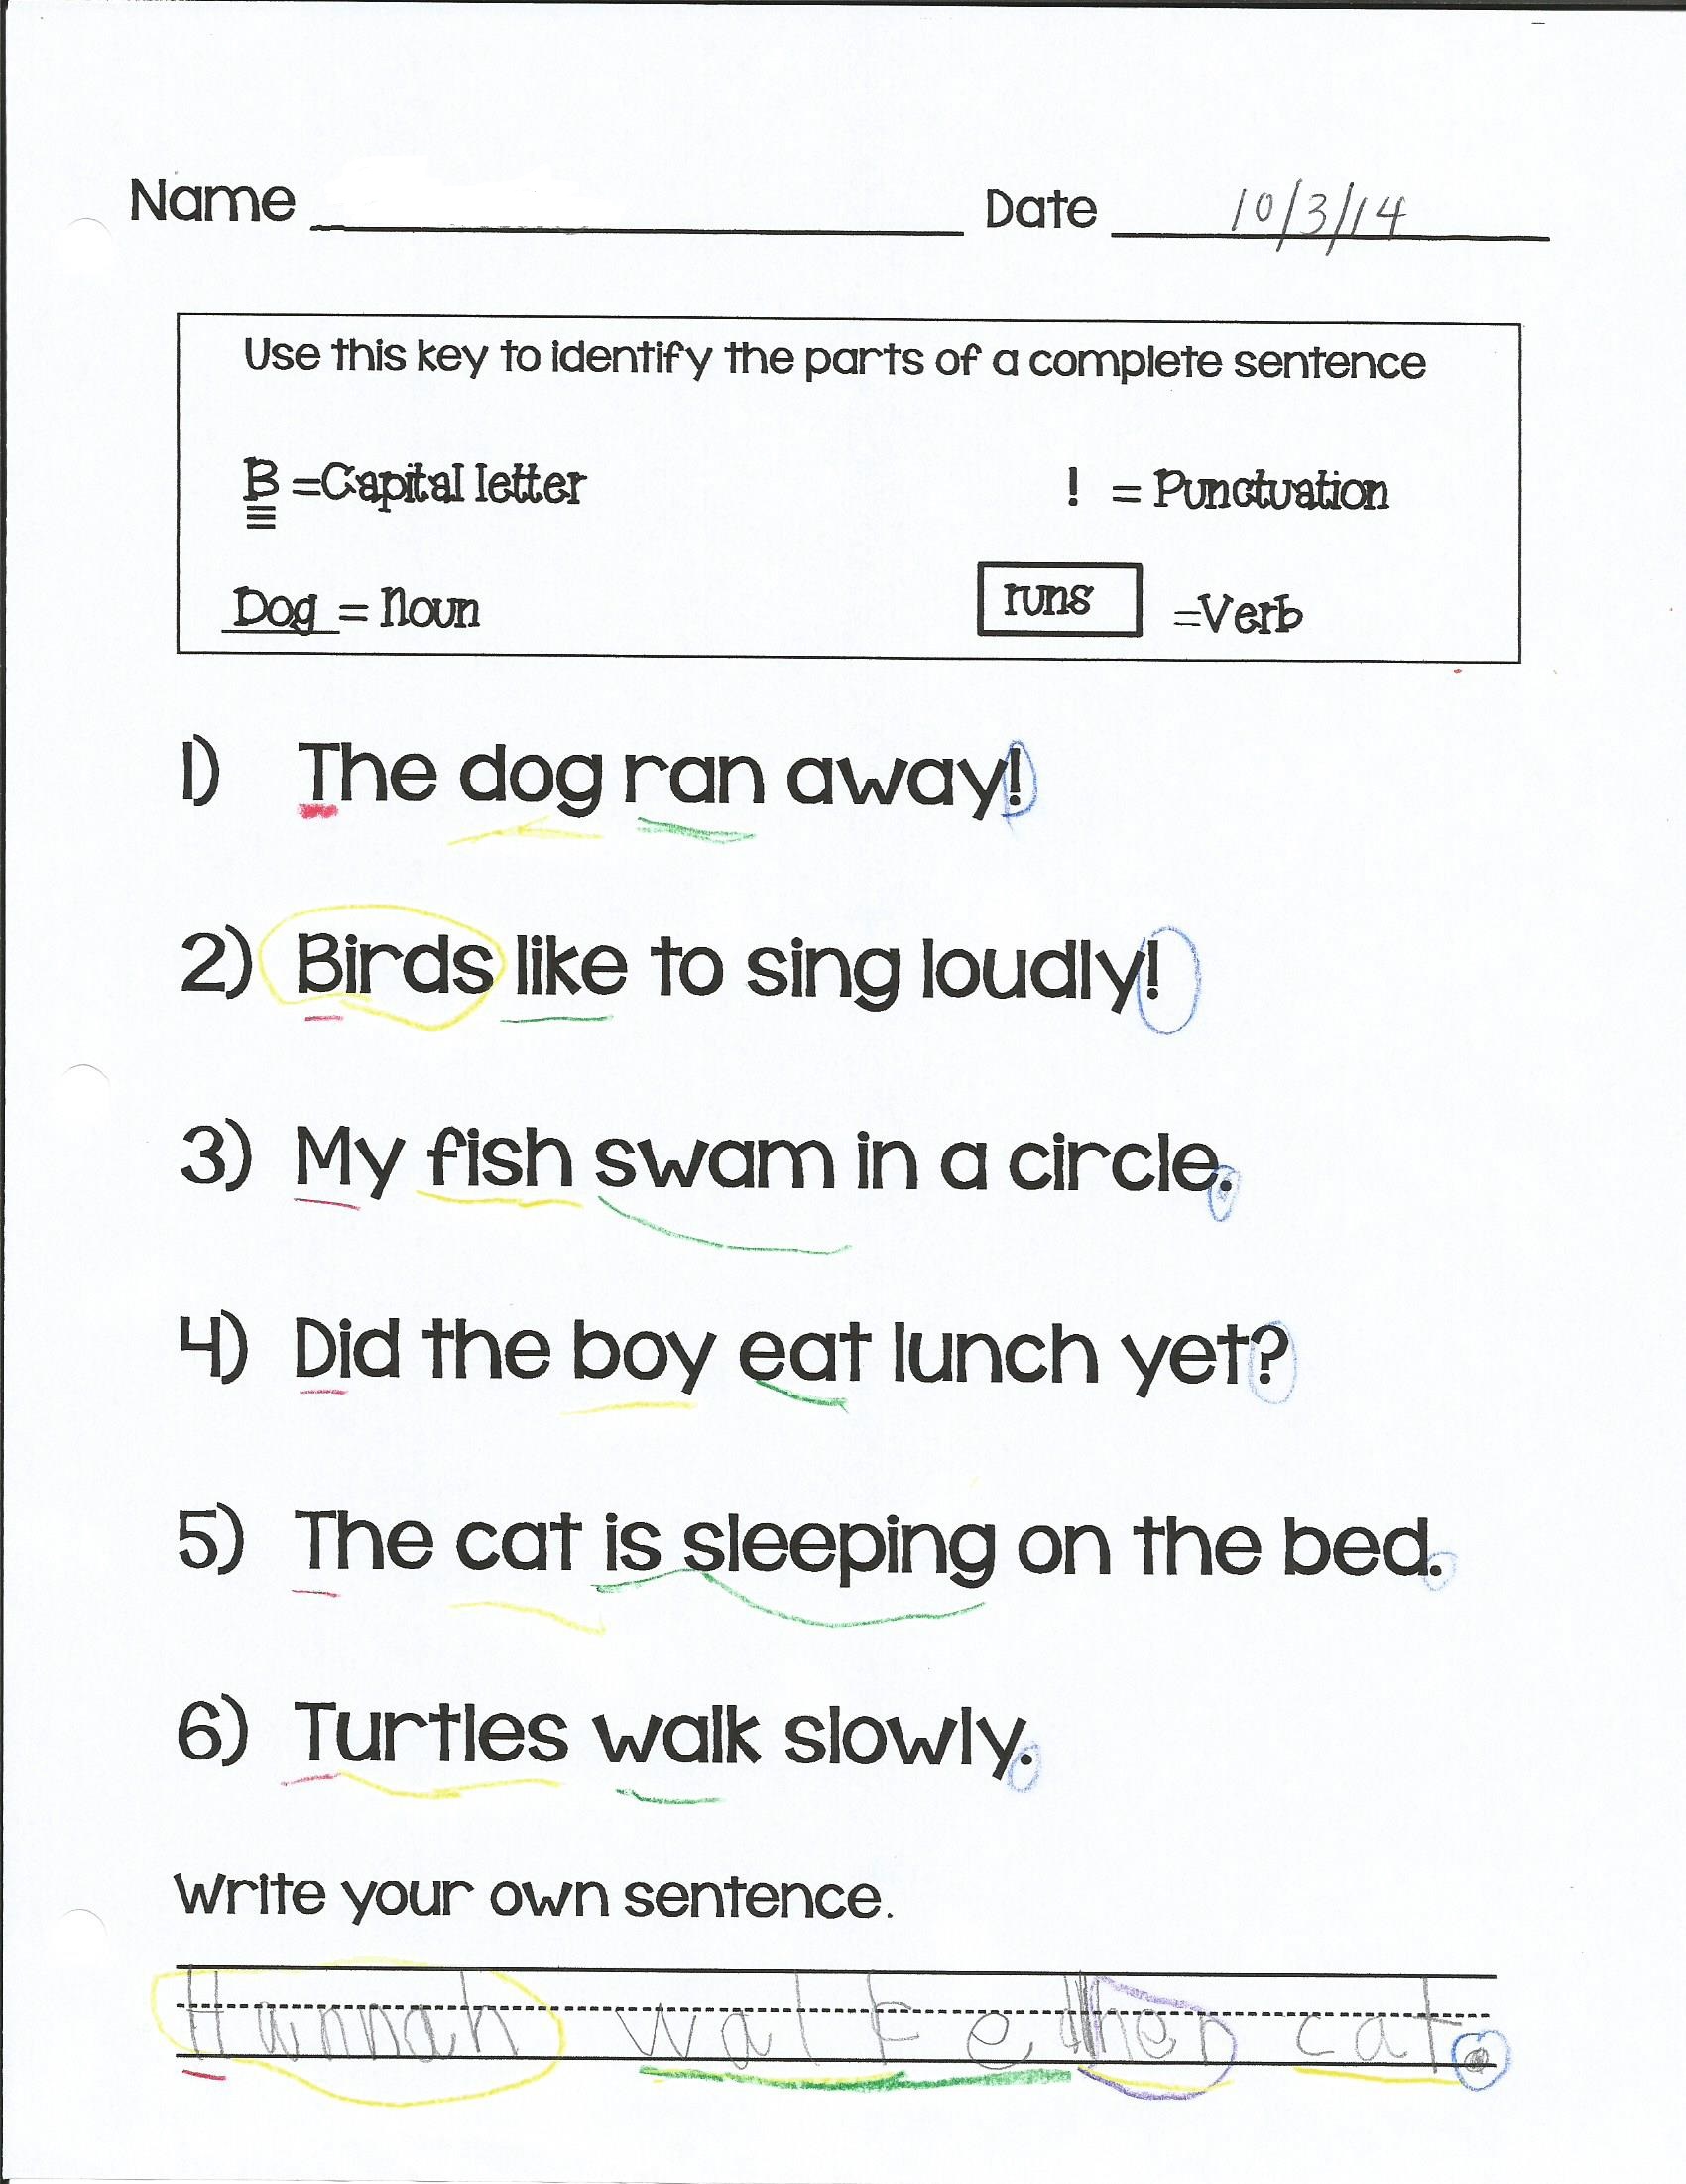 Name Date 10/3/14
Use this key to identify the parts of a complete sentence
B =Capital letter ! = Punctuation
Dog = Noun runs =Verb
1) The dog ran away!
2) Birds like to sing loudly!
3) My fish swam in a circle.
4) Did the boy eat lunch yet?
5) The cat is sleeping on the bed.
6) Turtles walk slowly.
Write your own sentence.
Hannah walked her cat.